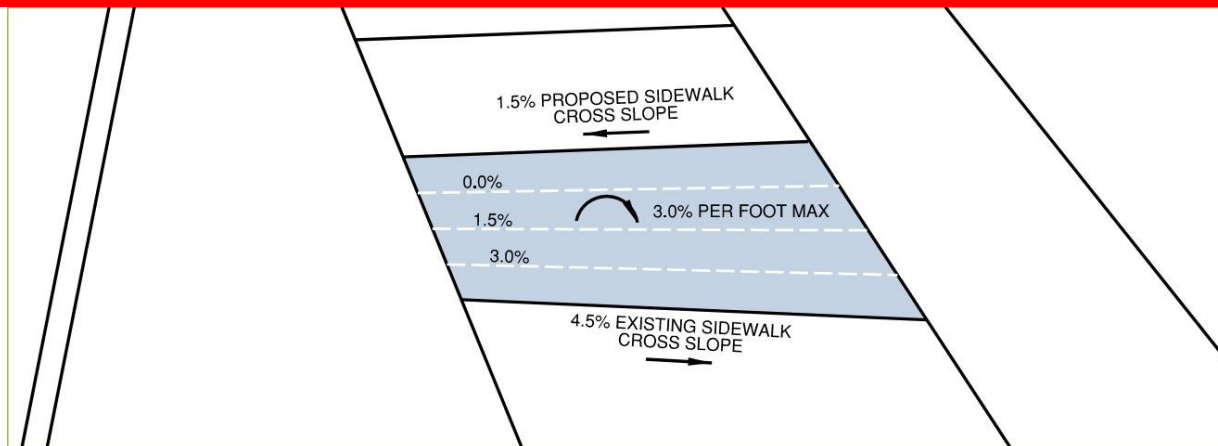 1.5% PROPOSED SIDEWALK
CROSS SLOPE
0.0%
1.5%
3.0% PER FOOT MAX
3.0%
4.5% EXISTING SIDEWALK
CROSS SLOPE